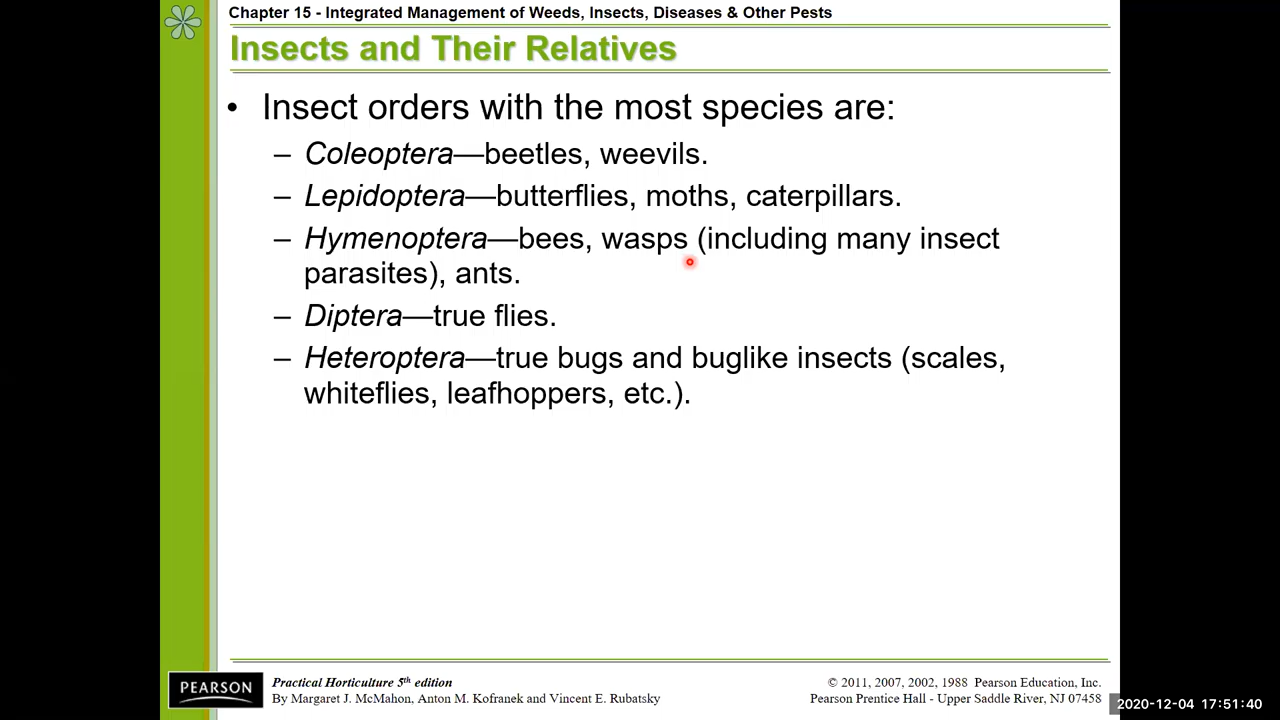 Chapter 15 - Integrated Management of Weeds, Insects, Diseases & Other Pests
Insects and Their Relatives
• Insect orders with the most species are:
– Coleoptera—beetles, weevils.
– Lepidoptera—butterflies, moths, caterpillars.
– Hymenoptera—bees, wasps (including many insect
parasites), ants.
– Diptera—true flies.
– Heteroptera—true bugs and buglike insects (scales,
whiteflies, leafhoppers, etc.).
PEARSON
Practical Horticulture 5th edition
By Margaret J. McMahon, Anton M. Kofranek and Vincent E. Rubatsky
© 2011, 2007, 2002, 1988 Pearson Education, Inc.
Pearson Prentice Hall - Upper Saddle River, NJ 07458
2020-12-04 17:51:40